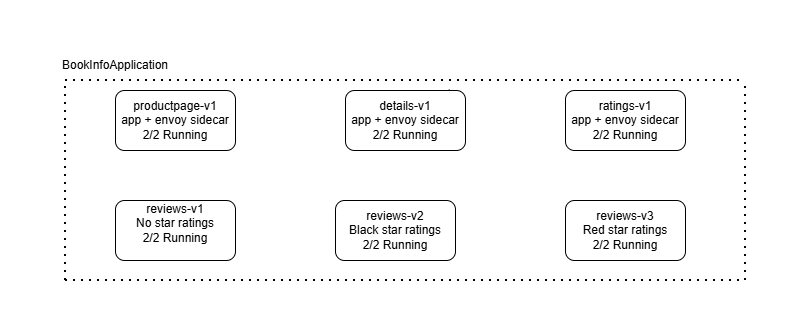 BookInfoApplication
productpage-v1
app + envoy sidecar
2/2 Running
details-v1
app + envoy sidecar
2/2 Running
ratings-v1
app + envoy sidecar
2/2 Running
reviews-v1
No star ratings
2/2 Running
reviews-v2
Black star ratings
2/2 Running
reviews-v3
Red star ratings
2/2 Running